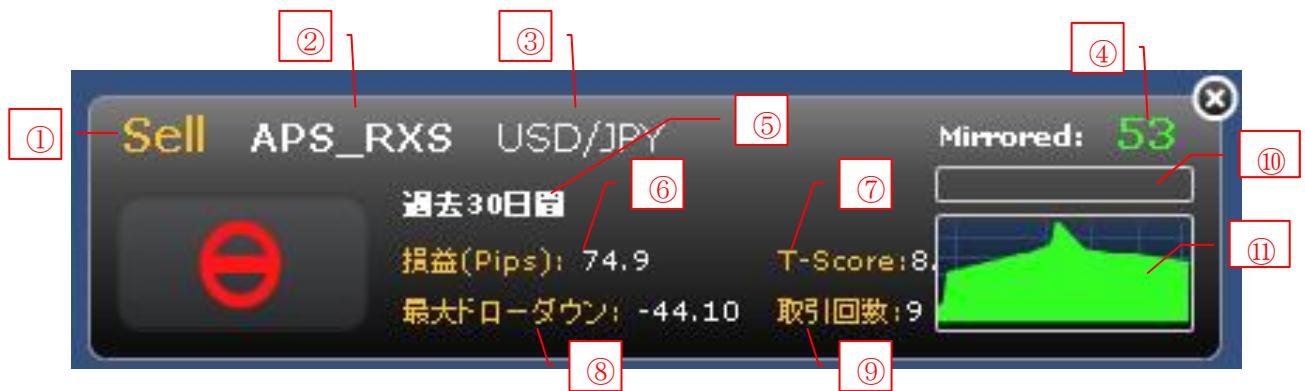 ② ③ ④
① Sell APS_RXS USD/JPY ⑤ Mirrored: 53
⑩
過去30日間 ⑥ ⑦
損益(Pips): 74.9 T-Score:8.
⑪
最大ドローダウン: -44.10 取引回数:9
⑧ ⑨